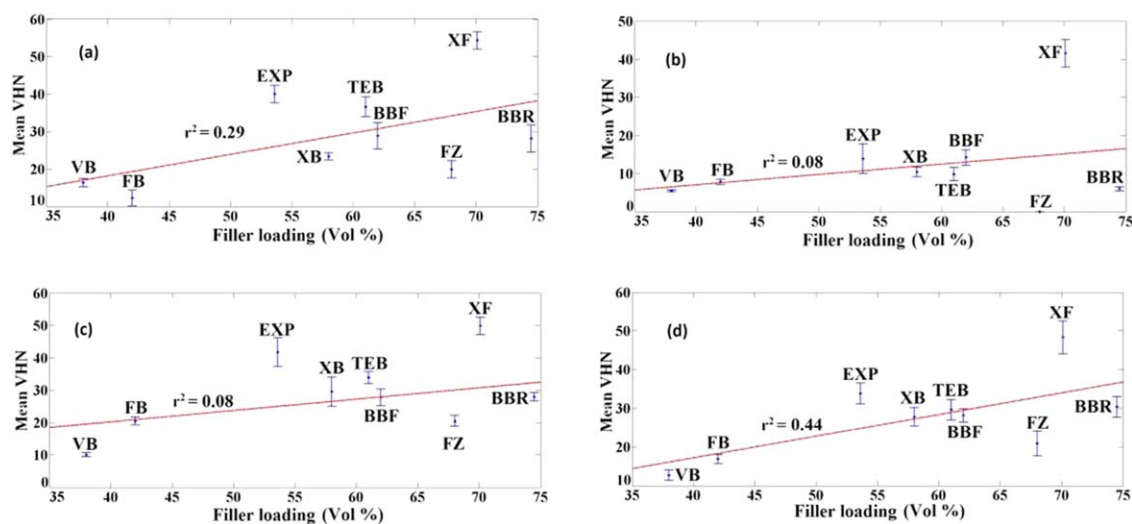 60
50
40
30
20
10
Mean VHN
(a)
XF
EXP
TEB
BBF
BBR
r² = 0.29
XB
FZ
VB
FB
35 40 45 50 55 60 65 70 75
Filler loading (Vol %)
50
40
30
20
10
0
Mean VHN
(b)
XF
EXP
XB
BBF
r² = 0.08
VB
FB
TEB
FZ
BBR
35 40 45 50 55 60 65 70 75
Filler loading (Vol %)
60
50
40
30
20
10
0
Mean VHN
(c)
XF
EXP
XB
TEB
r² = 0.08
FB
BBF
BBR
VB
FZ
35 40 45 50 55 60 65 70 75
Filler loading (Vol %)
60
50
40
30
20
10
Mean VHN
(d)
XF
EXP
XB
TEB
BBF
BBR
FZ
FB
r² = 0.44
VB
35 40 45 50 55 60 65 70 75
Filler loading (Vol %)